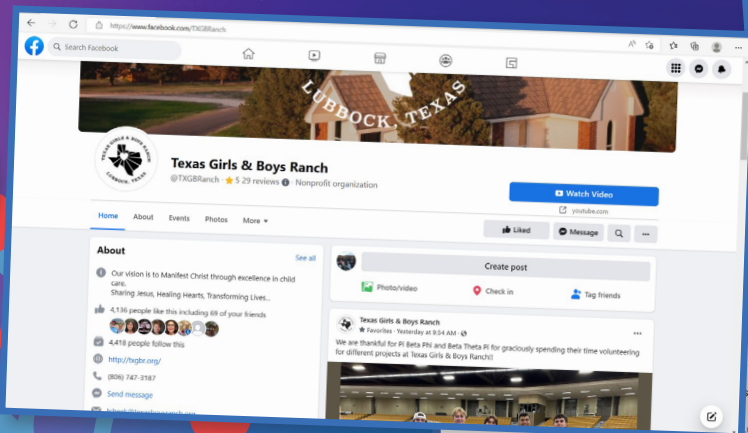 https://www.facebook.com/TXGBRanch
Search Facebook
LUBBOCK, TEXAS
TEXAS GIRLS & BOYS RANCH
LUBBOCK, TEXAS
Texas Girls & Boys Ranch
@TXGBRanch · 5 29 reviews · Nonprofit organization
Watch Video
youtube.com
Home About Events Photos More
Liked Message
About See all
Our vision is to Manifest Christ through excellence in child
care.
Sharing Jesus, Healing Hearts, Transforming Lives..
4,136 people like this including 69 of your friends
4,418 people follow this
http://txgbr.org/
(806) 747-3187
Send message
Create post
Photo/video Check in Tag friends
Texas Girls & Boys Ranch
Favorites · Yesterday at 9:54 AM ·
We are thankful for Pi Beta Phi and Beta Theta Pi for graciously spending their time volunteering
for different projects at Texas Girls & Boys Ranch!!